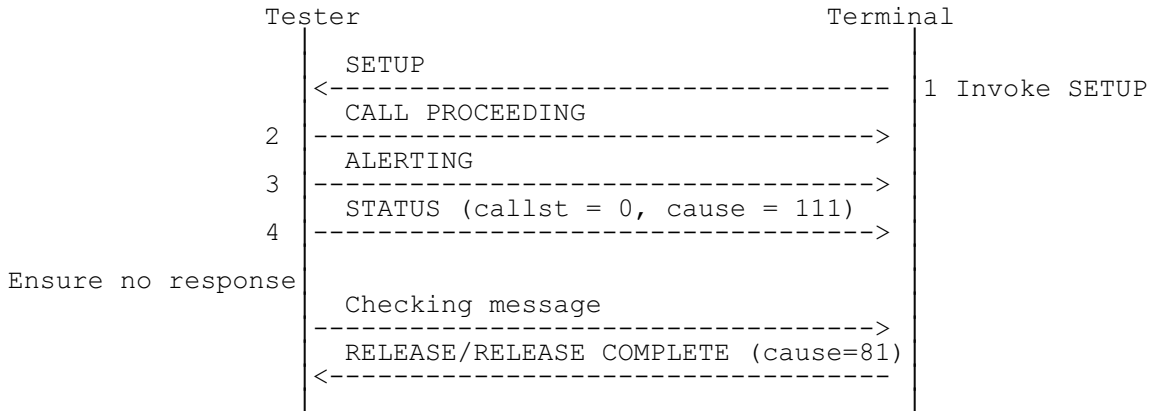 Tester Terminal
SETUP
1 Invoke SETUP
CALL PROCEEDING
2
ALERTING
3
STATUS (callst = 0, cause = 111)
4
Ensure no response
Checking message
RELEASE/RELEASE COMPLETE (cause=81)